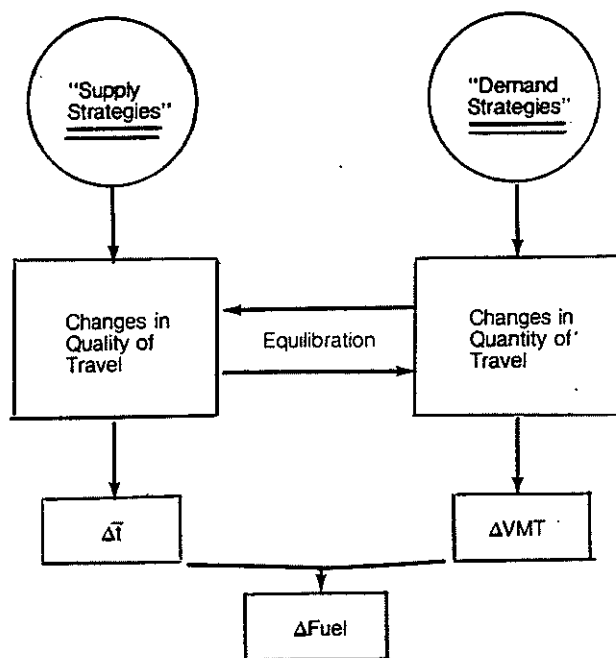 "Supply
Strategies"
"Demand
Strategies"
Changes in
Quality of
Travel
Equilibration
Changes in
Quantity of
Travel
Δt̄
ΔVMT
ΔFuel